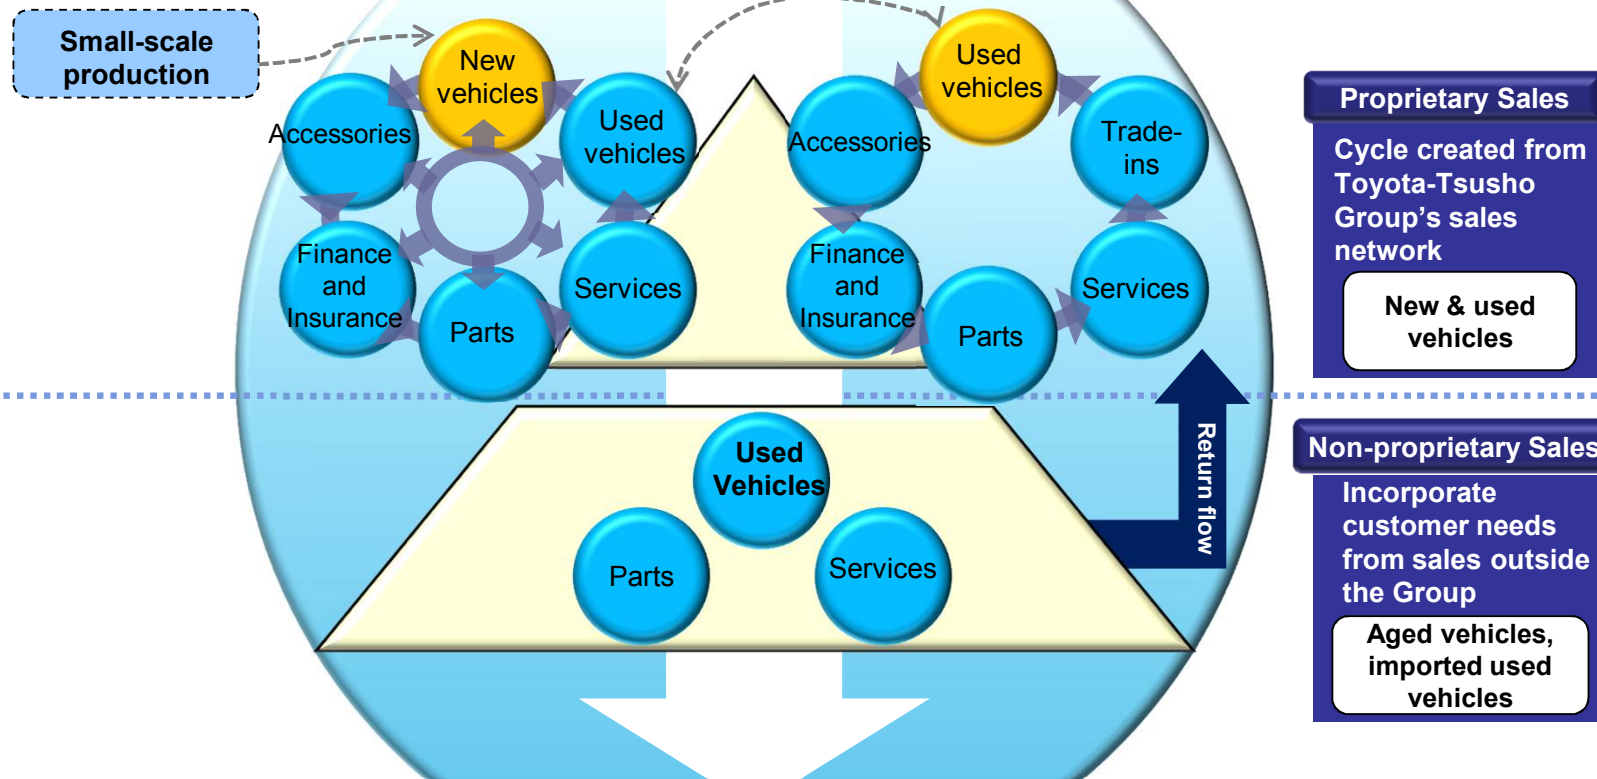 Small-scale
production
New
vehicles
Accessories
Used
vehicles
Finance
and
Insurance
Services
Parts
Used
vehicles
Accessories
Trade-
ins
Finance
and
Insurance
Services
Parts
Proprietary Sales
Cycle created from
Toyota-Tsusho
Group’s sales
network
New & used
vehicles
Return flow
Used
Vehicles
Parts
Services
Non-proprietary Sales
Incorporate
customer needs
from sales outside
the Group
Aged vehicles,
imported used
vehicles